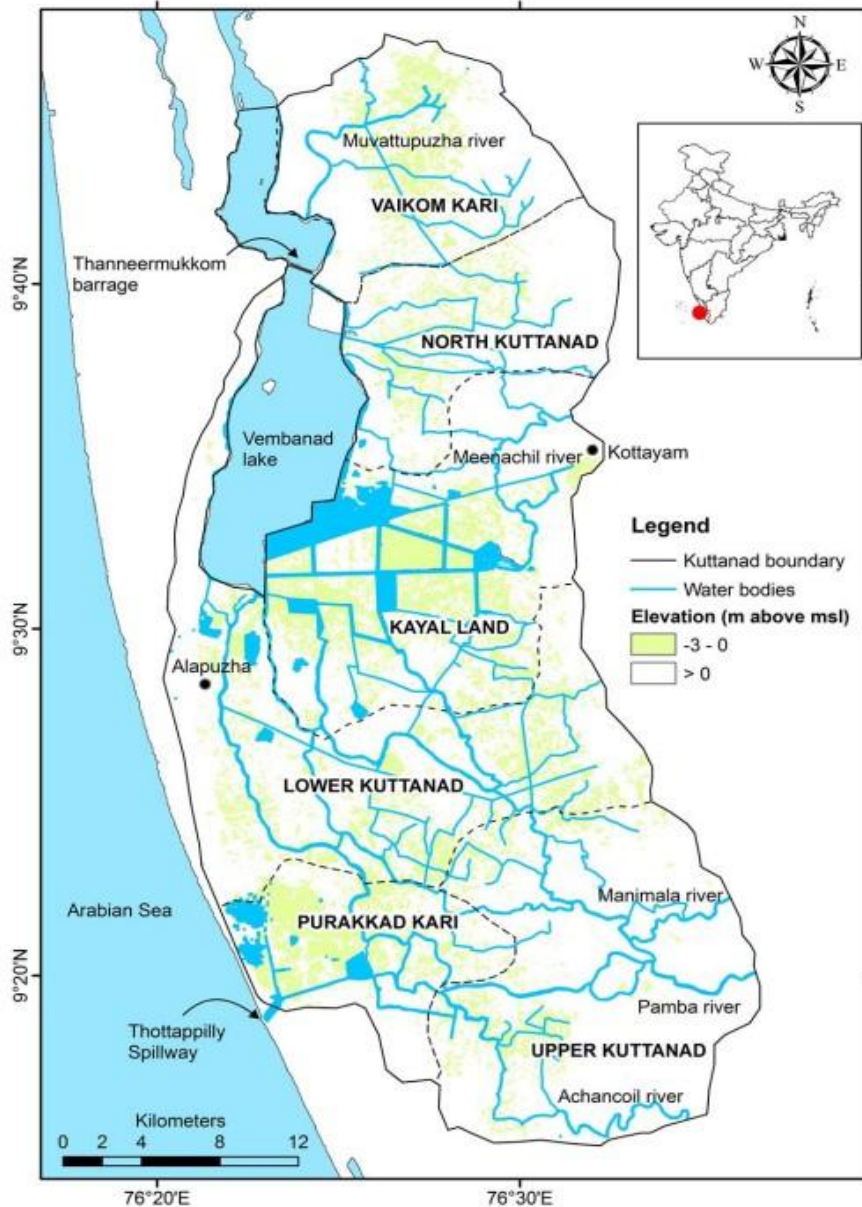 N
W
E
S
Muvattupuzha river
VAIKOM KARI
Thanneermukkom
barrage
9°40'N
NORTH KUTTANAD
Vembanad
lake
Meenachil river
Kottayam
Legend
Kuttanad boundary
Water bodies
Elevation (m above msl)
-3 - 0
> 0
9°30'N
KAYAL LAND
Alapuzha
LOWER KUTTANAD
Manimala river
Arabian Sea
PURAKKAD KARI
9°20'N
Pamba river
Thottappilly
Spillway
UPPER KUTTANAD
Achancoil river
Kilometers
0 2 4 8 12
76°20'E
76°30'E